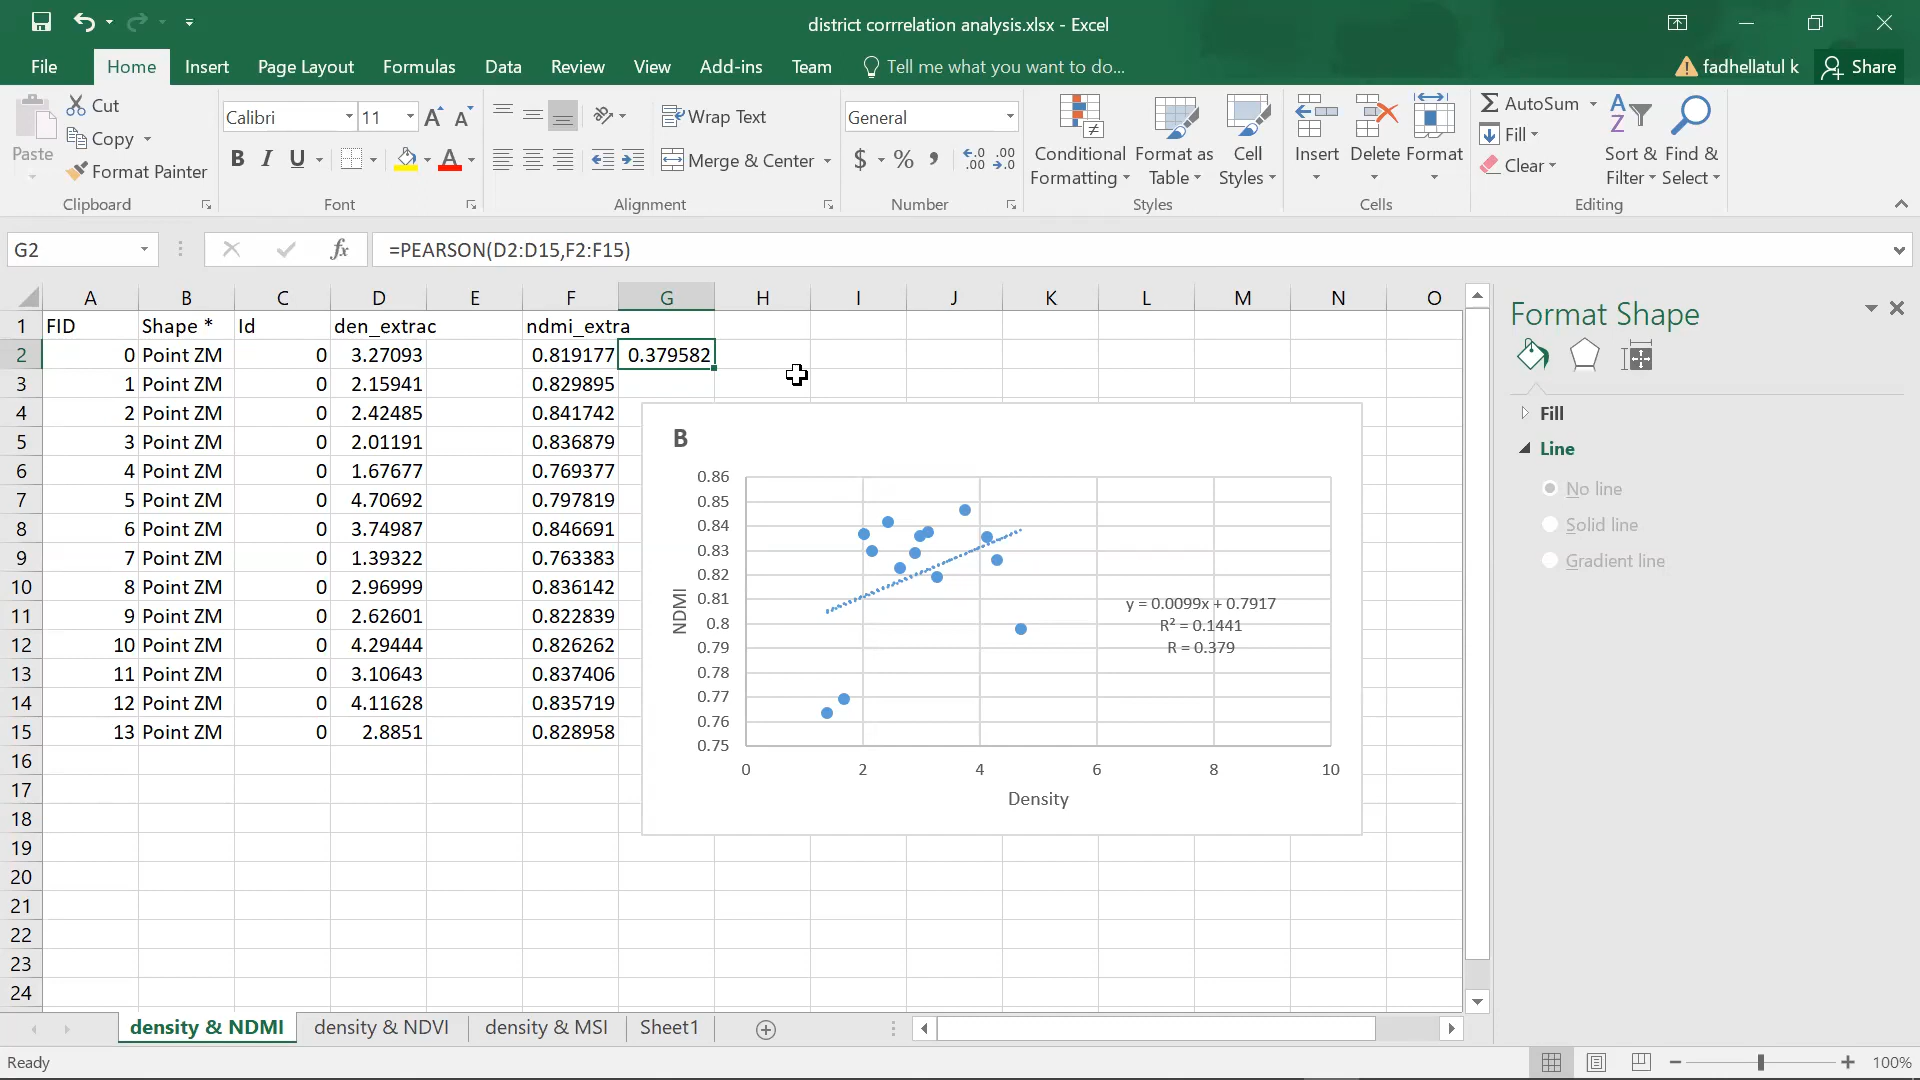 district corrrelation analysis.xlsx - Excel
File Home Insert Page Layout Formulas Data Review View Add-ins Team Tell me what you want to do... fadhellatul k Share
Paste Cut Copy Format Painter Clipboard
Calibri 11 B I U A Font
Wrap Text Merge & Center Alignment
General $ % , Number
Conditional Formatting Format as Table Cell Styles Styles
Insert Delete Format Cells
AutoSum Fill Clear Sort & Filter Find & Select Editing
G2 fx =PEARSON(D2:D15,F2:F15)
A B C D E F G H I J K L M N O
1 FID Shape * Id den_extrac ndmi_extra
2 0 Point ZM 0 3.27093 0.819177 0.379582
3 1 Point ZM 0 2.15941 0.829895
4 2 Point ZM 0 2.42485 0.841742
5 3 Point ZM 0 2.01191 0.836879
6 4 Point ZM 0 1.67677 0.769377
7 5 Point ZM 0 4.70692 0.797819
8 6 Point ZM 0 3.74987 0.846691
9 7 Point ZM 0 1.39322 0.763383
10 8 Point ZM 0 2.96999 0.836142
11 9 Point ZM 0 2.62601 0.822839
12 10 Point ZM 0 4.29444 0.826262
13 11 Point ZM 0 3.10643 0.837406
14 12 Point ZM 0 4.11628 0.835719
15 13 Point ZM 0 2.8851 0.828958
16
17
18
19
20
21
22
23
24
B
0.86
0.85
0.84
0.83
0.82
0.81
0.8
0.79
0.78
0.77
0.76
0.75
NDMI
y = 0.0099x + 0.7917
R² = 0.1441
R = 0.379
0 2 4 6 8 10
Density
Format Shape
Fill
Line
No line
Solid line
Gradient line
density & NDMI density & NDVI density & MSI Sheet1
Ready 100%